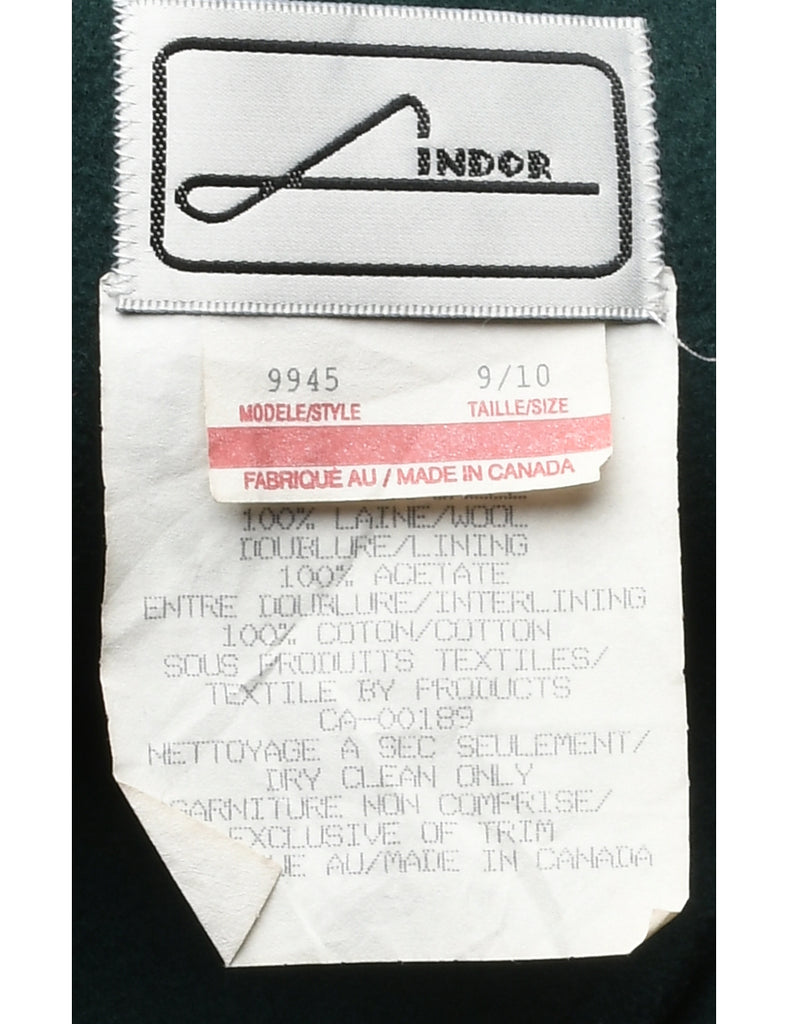 LINDOR
9945 9/10
MODELE/STYLE TAILLE/SIZE
FABRIQUÉ AU / MADE IN CANADA
100% LAINE/WOOL
DOUBLURE/LINING
100% ACETATE
ENTRE DOUBLURE/INTERLINING
100% COTON/COTTON
SOUS PRODUITS TEXTILES/
TEXTILE BY PRODUCTS
CA-00189
NETTOYAGE A SEC SEULEMENT/
DRY CLEAN ONLY
GARNITURE NON COMPRISE/
EXCLUSIVE OF TRIM
UE AU/MADE IN CANADA